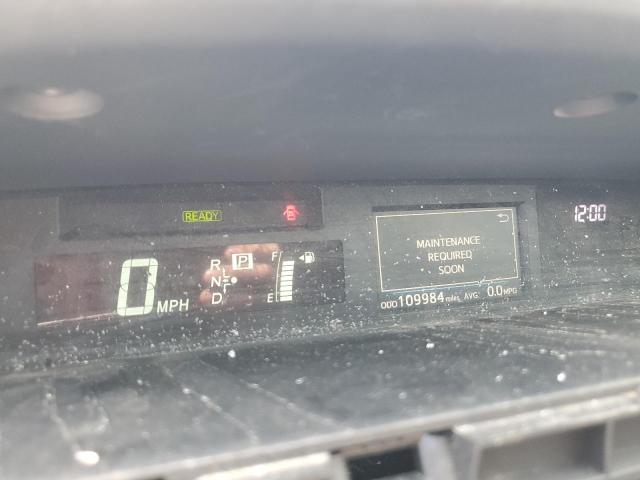 READY
12:00
MAINTENANCE
REQUIRED
SOON
0 MPH
R P
N
D
F
E
ODO 109984 miles AVG 0.0 MPG